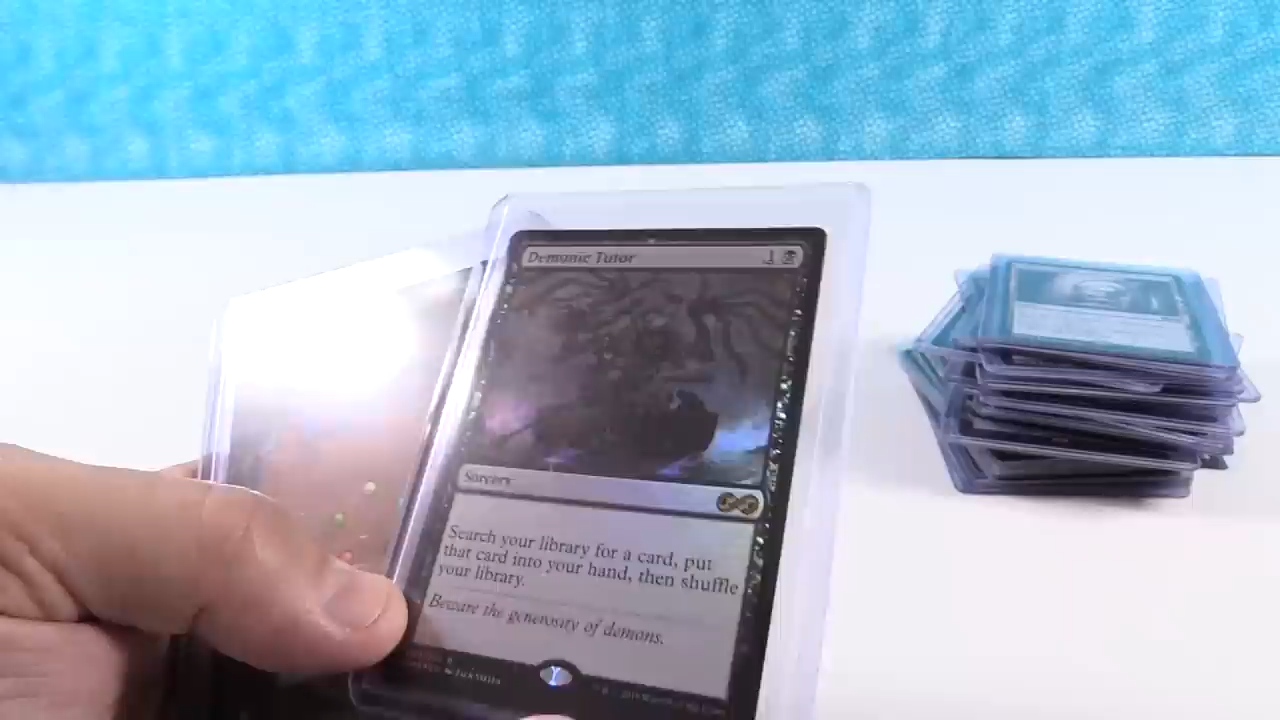 Demonic Tutor 1
Sorcery
Search your library for a card, put
that card into your hand, then shuffle
your library.
Beware the generosity of demons.